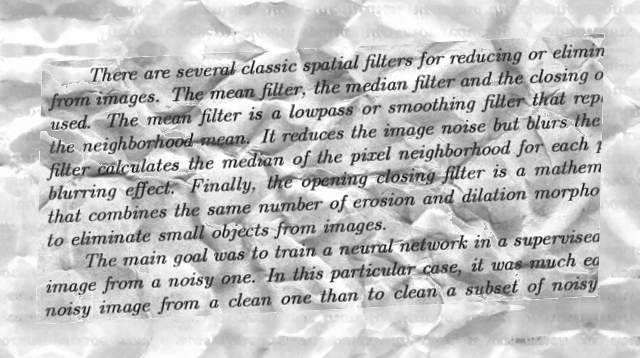 There are several classic spatial filters for reducing or elimin
from images. The mean filter, the median filter and the closing o
used. The mean filter is a lowpass or smoothing filter that rep
the neighborhood mean. It reduces the image noise but blurs the
filter calculates the median of the pixel neighborhood for each p
blurring effect. Finally, the opening closing filter is a mathem
that combines the same number of erosion and dilation morpho
to eliminate small objects from images.
The main goal was to train a neural network in a supervised
image from a noisy one. In this particular case, it was much ea
noisy image from a clean one than to clean a subset of noisy